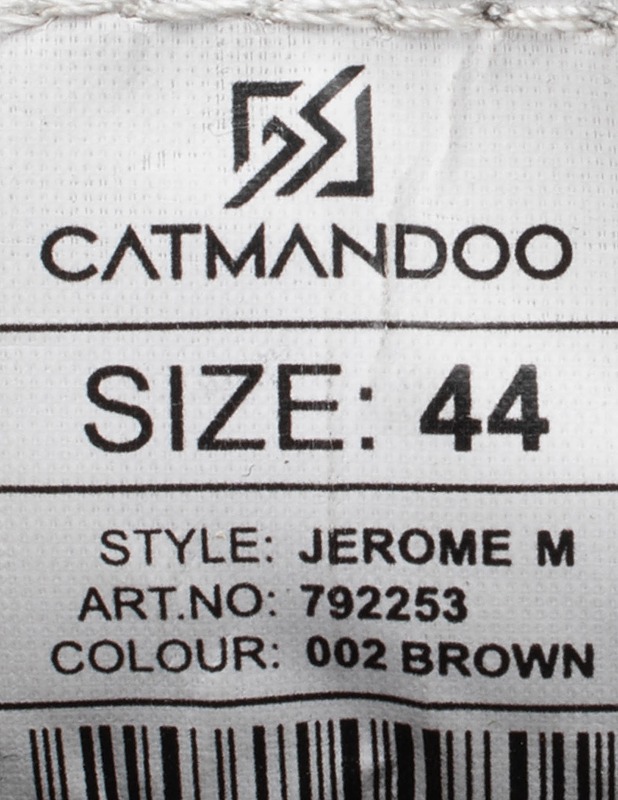 CATMANDOO
SIZE: 44
STYLE: JEROME M
ART.NO: 792253
COLOUR: 002 BROWN